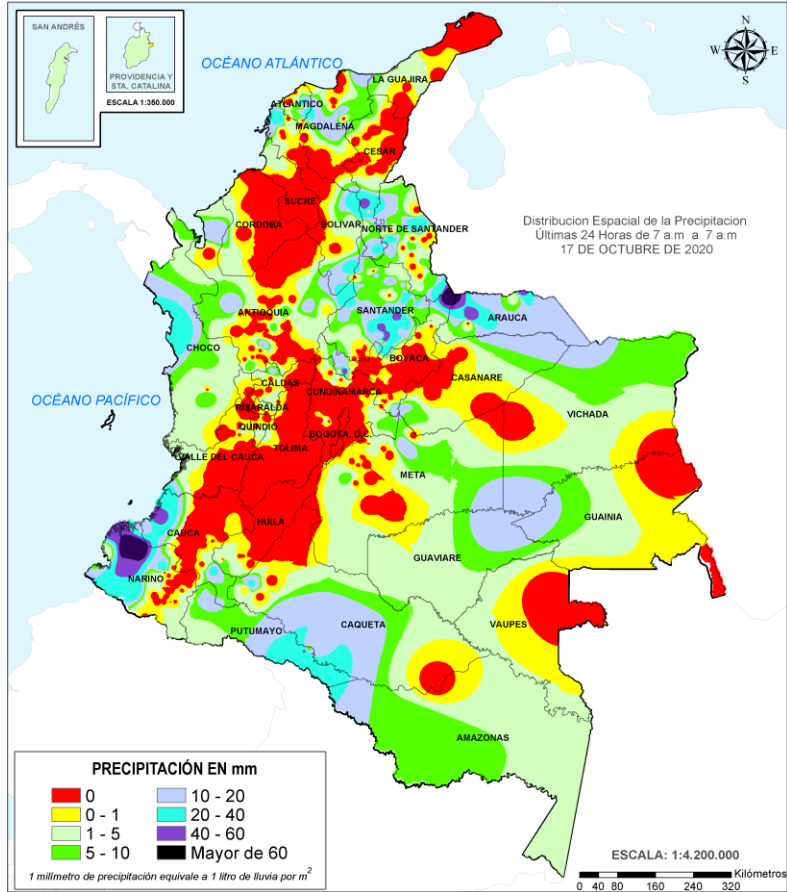 SAN ANDRÉS
PROVIDENCIA Y
STA. CATALINA
ESCALA 1:350.000
OCÉANO ATLÁNTICO
N
W
E
S
LA GUAJIRA
ATLANTICO
MAGDALENA
CESAR
SUCRE
CORDOBA
BOLIVAR
NORTE DE SANTANDER
Distribucion Espacial de la Precipitacion
Últimas 24 Horas de 7 a.m a 7 a.m
17 DE OCTUBRE DE 2020
ANTIOQUIA
SANTANDER
ARAUCA
CHOCO
BOYACA
CASANARE
CALDAS
CUNDINAMARCA
OCÉANO PACÍFICO
RISARALDA
VICHADA
QUINDIO
BOGOTA, D.C.
TOLIMA
VALLE DEL CAUCA
META
GUAINIA
HUILA
CAUCA
GUAVIARE
NARINO
PUTUMAYO
CAQUETA
VAUPES
AMAZONAS
PRECIPITACIÓN EN mm
0
10 - 20
0 - 1
20 - 40
1 - 5
40 - 60
5 - 10
Mayor de 60
1 milímetro de precipitación equivale a 1 litro de lluvia por m²
ESCALA: 1:4.200.000
Kilómetros
0 40 80 160 240 320